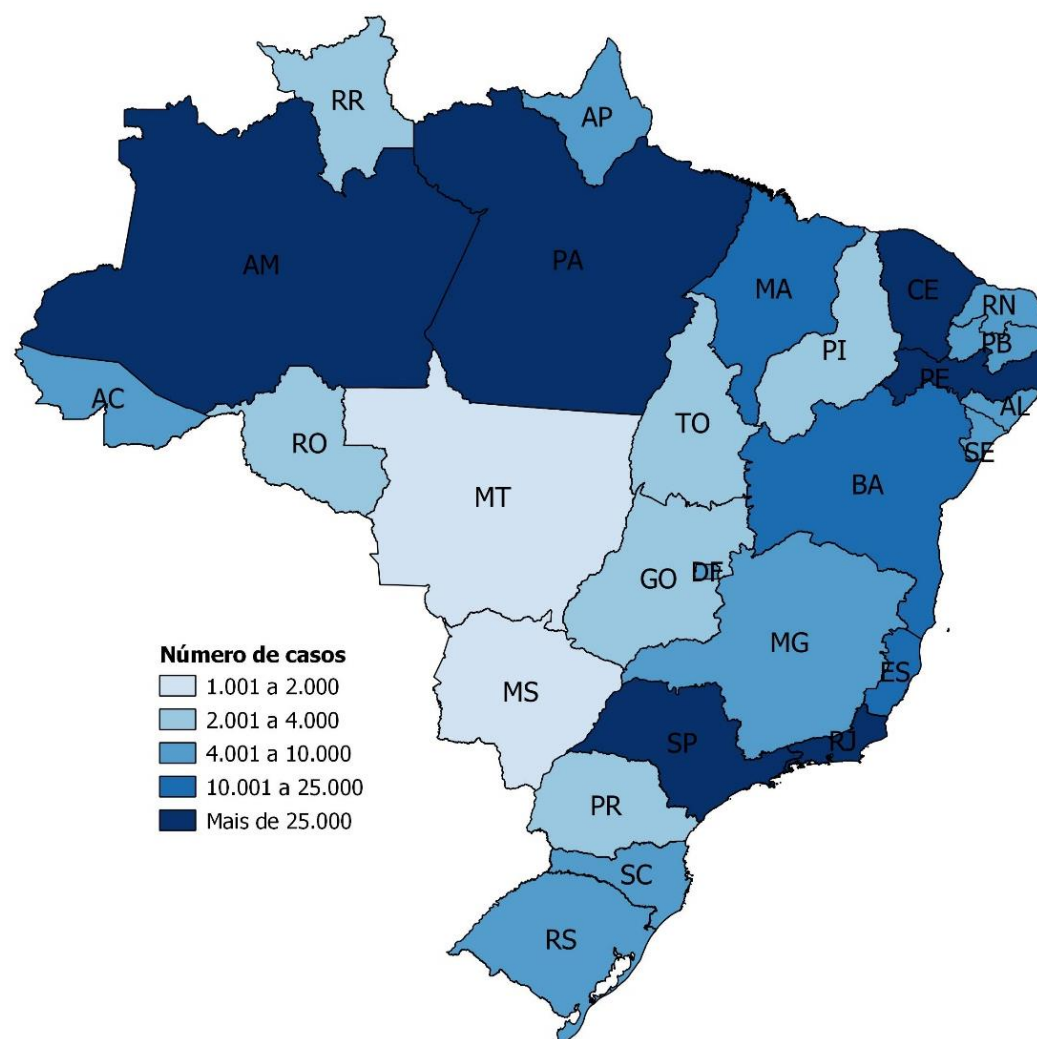 RR
AP
AM
PA
MA
CE
RN
PI
PB
PE
AC
AL
TO
RO
SE
BA
MT
GO
DF
MG
ES
Número de casos
1.001 a 2.000
2.001 a 4.000
4.001 a 10.000
10.001 a 25.000
Mais de 25.000
MS
SP
RJ
PR
SC
RS